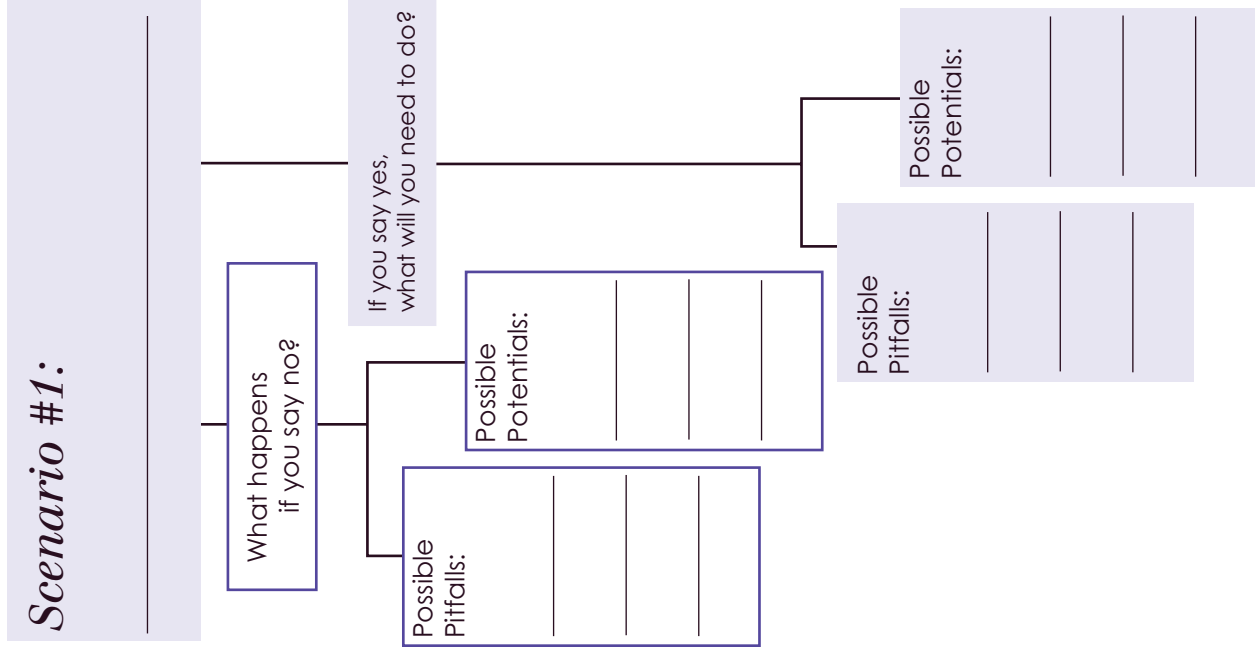 Scenario #1:
What happens
if you say no?
Possible
Pitfalls:
Possible
Potentials:
If you say yes,
what will you need to do?
Possible
Pitfalls:
Possible
Potentials: